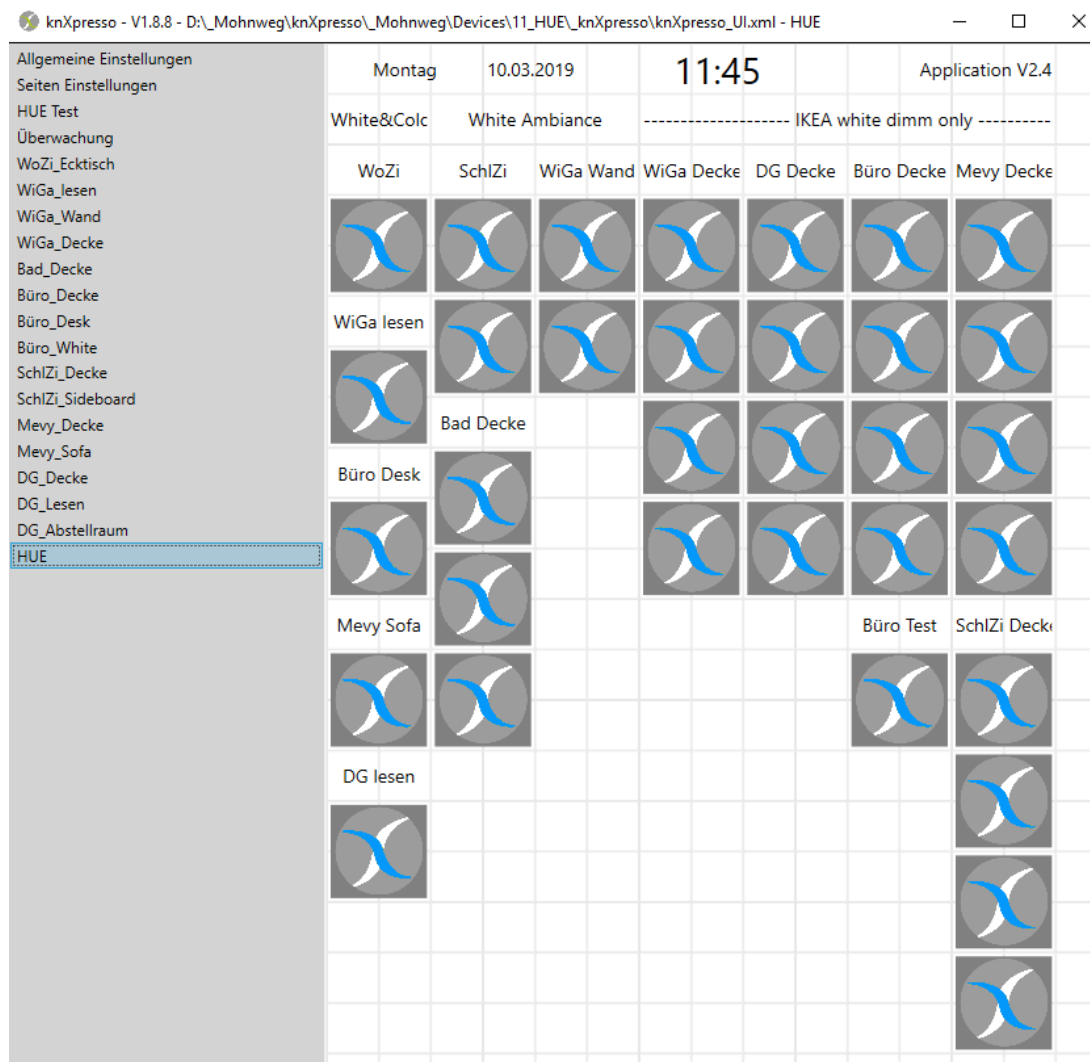 knXpresso - V1.8.8 - D:\_Mohnweg\knXpresso\_Mohnweg\Devices\11_HUE\_knXpresso\knXpresso_UI.xml - HUE
Allgemeine Einstellungen
Seiten Einstellungen
HUE Test
Überwachung
WoZi_Ecktisch
WiGa_lesen
WiGa_Wand
WiGa_Decke
Bad_Decke
Büro_Decke
Büro_Desk
Büro_White
SchlZi_Decke
SchlZi_Sideboard
Mevy_Decke
Mevy_Sofa
DG_Decke
DG_Lesen
DG_Abstellraum
HUE
Montag 10.03.2019 11:45 Application V2.4
White&Colc White Ambiance ------------------- IKEA white dimm only ----------
WoZi SchlZi WiGa Wand WiGa Decke DG Decke Büro Decke Mevy Decke
WiGa lesen
Bad Decke
Büro Desk
Mevy Sofa Büro Test SchlZi Decke
DG lesen